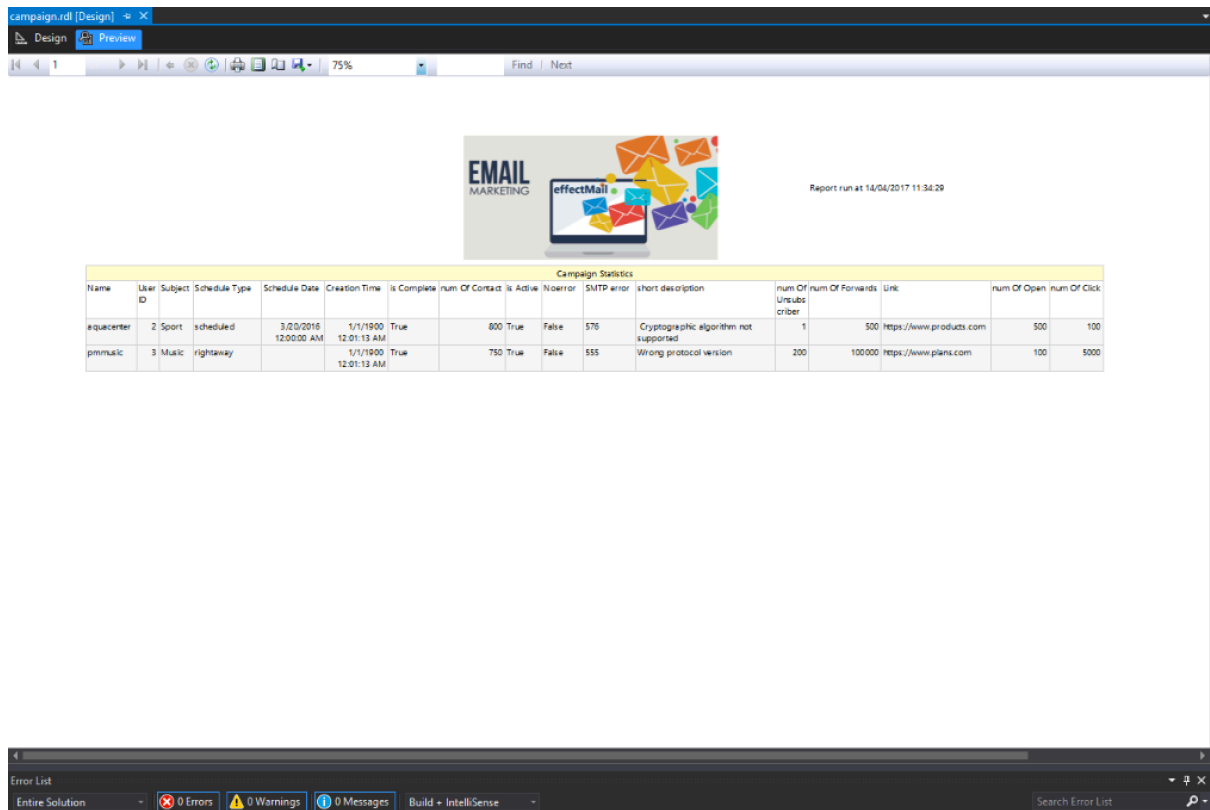 campaign.rdl [Design]
Design Preview
1 75% Find | Next
EMAIL
MARKETING
effectMail
Report run at 14/04/2017 11:34:29
Campaign Statistics
Name User ID Subject Schedule Type Schedule Date Creation Time is Complete num Of Contact is Active Noerror SMTP error short description num Of Unsubs criber num Of Forwards Link num Of Open num Of Click
aquacenter 2 Sport scheduled 3/20/2016 12:00:00 AM 1/1/1900 12:01:13 AM True 800 True False 576 Cryptographic algorithm not supported 1 500 https://www.products.com 500 100
pmmusic 3 Music rightaway 1/1/1900 12:01:13 AM True 750 True False 555 Wrong protocol version 200 100000 https://www.plans.com 100 5000
Error List
Entire Solution 0 Errors 0 Warnings 0 Messages Build + IntelliSense Search Error List